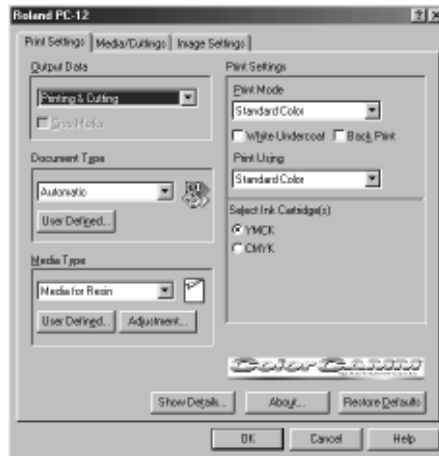 Roland PC-12
Print Settings Media/Cuttings Image Settings
Output Data
Printing & Cutting
Crop Marks
Document Type
Automatic
User Defined...
Media Type
Media for Resin
User Defined... Adjustment...
Print Settings
Print Mode
Standard Color
White Undercoat Back Print
Print Using
Standard Color
Select Ink Cartridge(s)
YMCK
CMYK
ColorCAMM
Show Details... About... Restore Defaults
OK Cancel Help